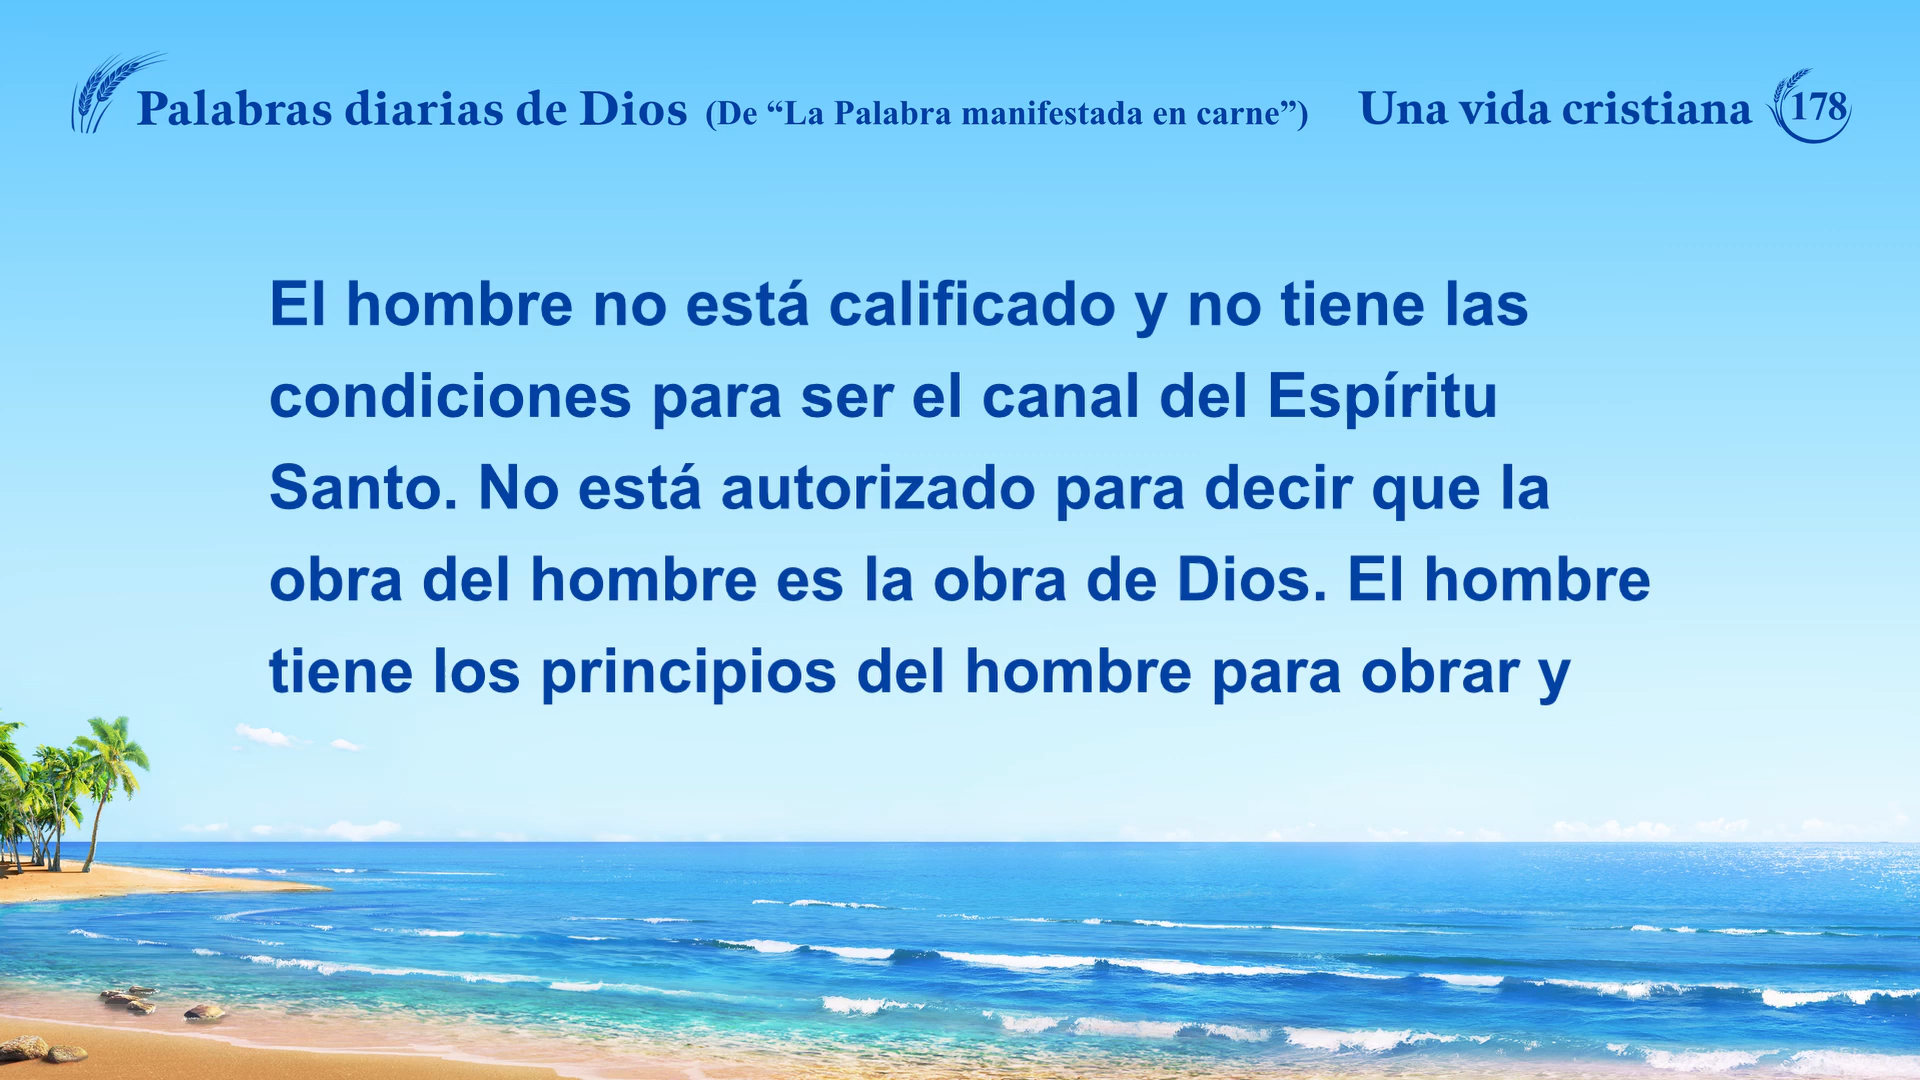 Palabras diarias de Dios (De “La Palabra manifestada en carne”) Una vida cristiana 178
El hombre no está calificado y no tiene las
condiciones para ser el canal del Espíritu
Santo. No está autorizado para decir que la
obra del hombre es la obra de Dios. El hombre
tiene los principios del hombre para obrar y